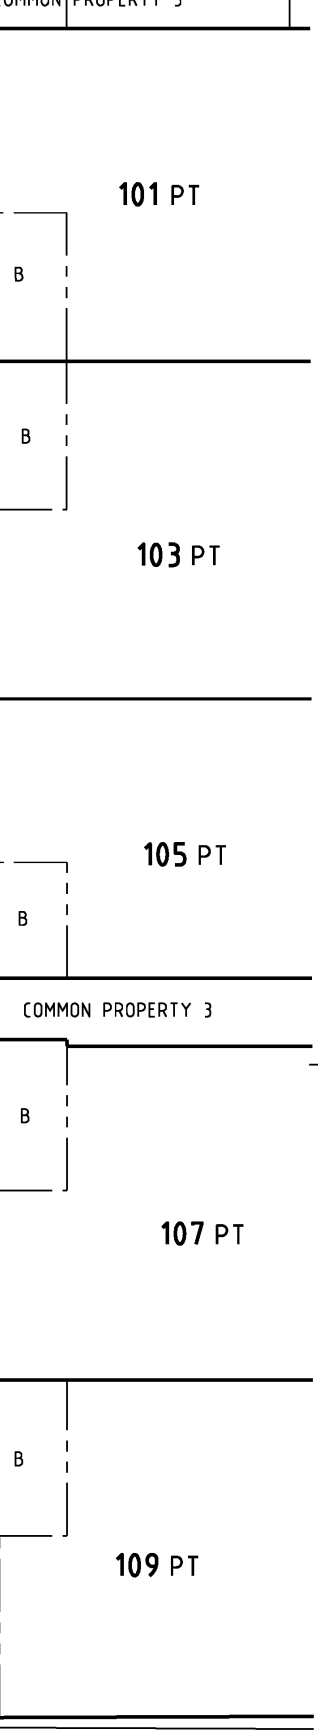 COMMON PROPERTY 3
101 PT
B
B
103 PT
105 PT
B
COMMON PROPERTY 3
B
107 PT
B
109 PT